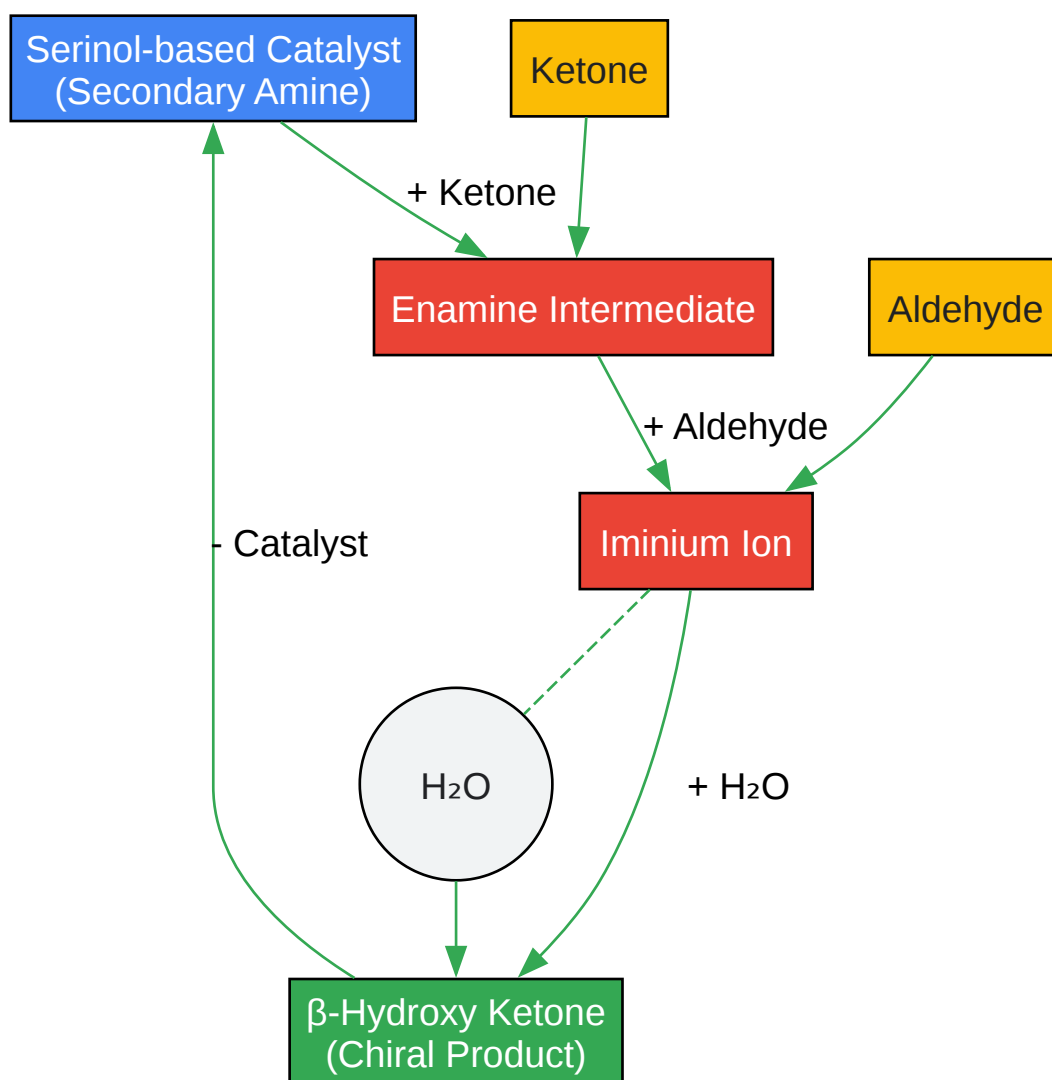 Serinol-based Catalyst
(Secondary Amine)
Ketone
+ Ketone
Enamine Intermediate
Aldehyde
+ Aldehyde
Iminium Ion
- Catalyst
H₂O
+ H₂O
β-Hydroxy Ketone
(Chiral Product)